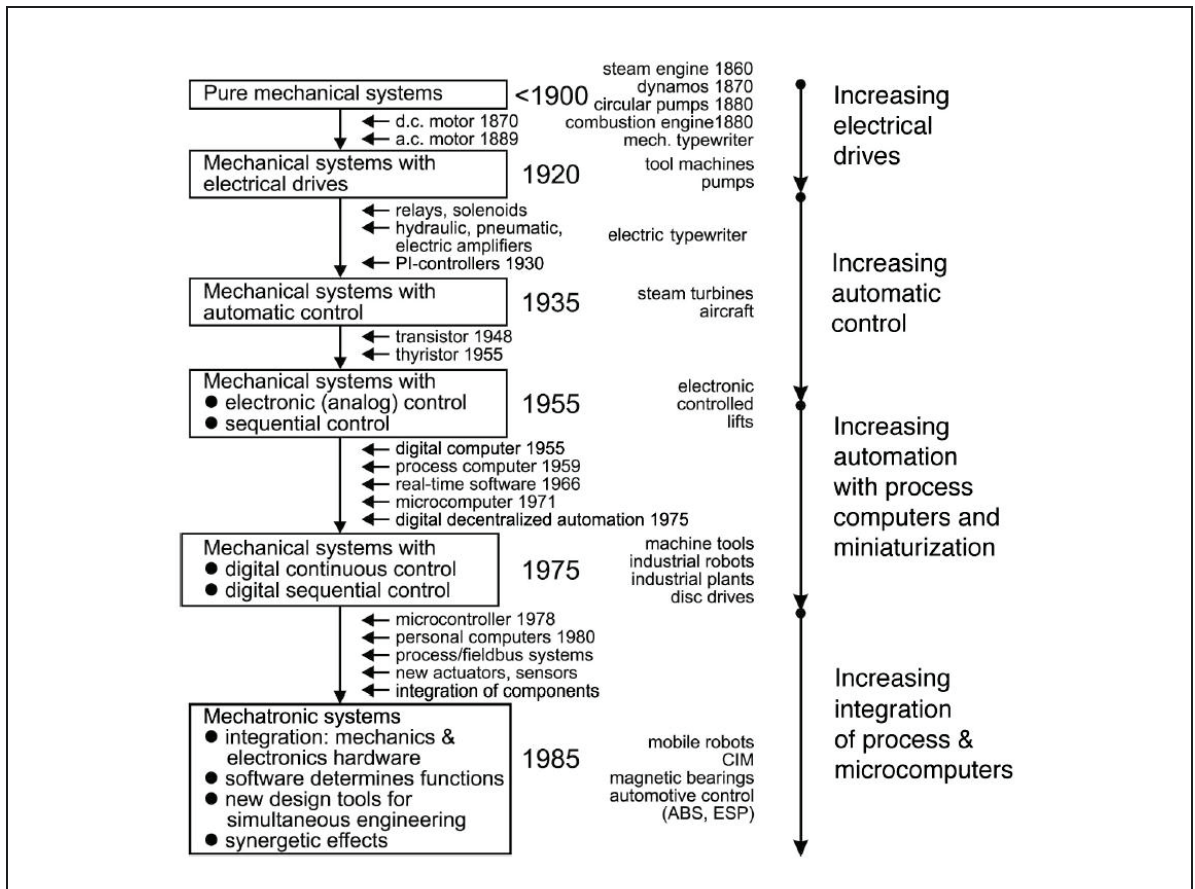 Pure mechanical systems
<1900
steam engine 1860
dynamos 1870
circular pumps 1880
combustion engine1880
mech. typewriter
Increasing
electrical
drives
d.c. motor 1870
a.c. motor 1889
Mechanical systems with
electrical drives
1920
tool machines
pumps
relays, solenoids
hydraulic, pneumatic,
electric amplifiers
PI-controllers 1930
electric typewriter
Increasing
automatic
control
Mechanical systems with
automatic control
1935
steam turbines
aircraft
transistor 1948
thyristor 1955
Mechanical systems with
● electronic (analog) control
● sequential control
1955
electronic
controlled
lifts
Increasing
automation
with process
computers and
miniaturization
digital computer 1955
process computer 1959
real-time software 1966
microcomputer 1971
digital decentralized automation 1975
Mechanical systems with
● digital continuous control
● digital sequential control
1975
machine tools
industrial robots
industrial plants
disc drives
microcontroller 1978
personal computers 1980
process/fieldbus systems
new actuators, sensors
integration of components
Increasing
integration
of process &
microcomputers
Mechatronic systems
● integration: mechanics &
electronics hardware
● software determines functions
● new design tools for
simultaneous engineering
● synergetic effects
1985
mobile robots
CIM
magnetic bearings
automotive control
(ABS, ESP)